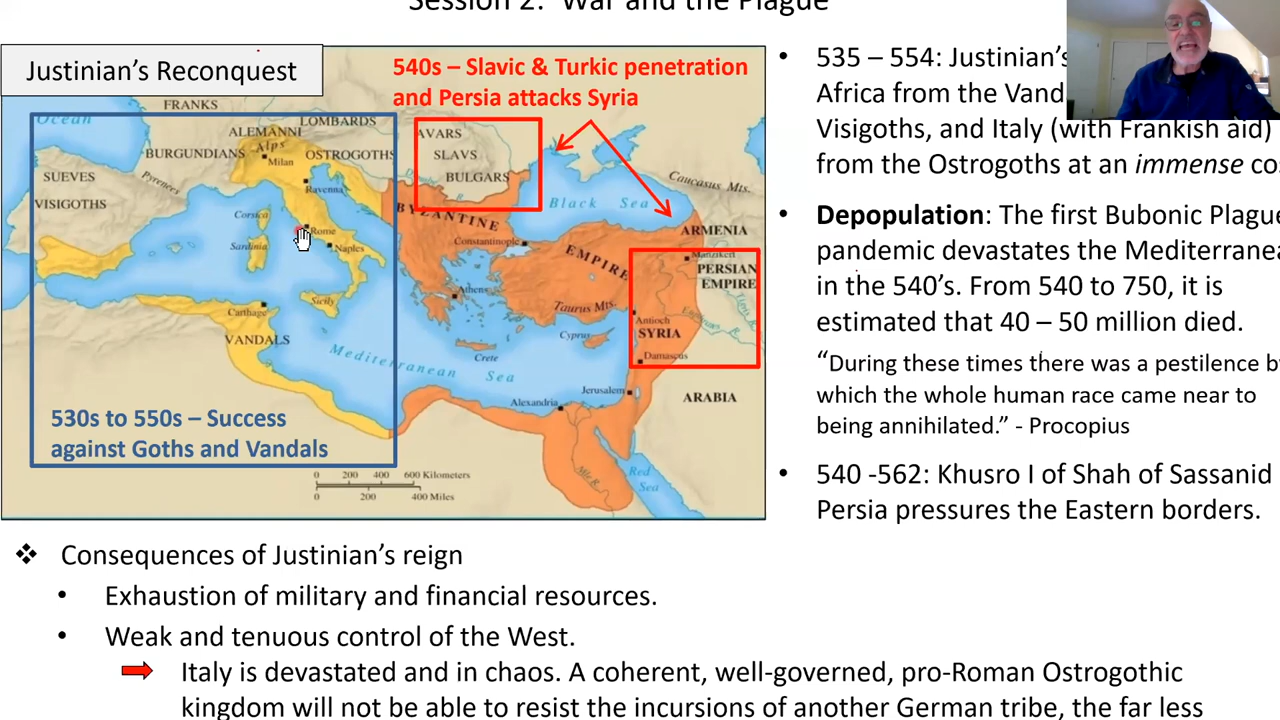 Session 2: War and the Plague
Justinian's Reconquest
540s – Slavic & Turkic penetration
and Persia attacks Syria
Ocean
FRANKS
LOMBARDS
ALEMANNI
Alps
BURGUNDIANS
OSTROGOTHS
Milan
SUEVES
Pyrenees
Ravenna
VISIGOTHS
Corsica
Rome
Sardinia
Naples
Sicily
Carthage
VANDALS
AVARS
SLAVS
BULGARS
Black Sea
Caucasus Mts.
BYZANTINE
EMPIRE
Constantinople
ARMENIA
Manzikert
PERSIAN
EMPIRE
Athens
Taurus Mts.
Tigris R.
Euphrates R.
Antioch
SYRIA
Cyprus
Crete
Damascus
Mediterranean Sea
Jerusalem
Alexandria
ARABIA
Nile R.
Red
Sea
530s to 550s – Success
against Goths and Vandals
0 200 400 600 Kilometers
0 200 400 Miles
• 535 – 554: Justinian's
Africa from the Vand
Visigoths, and Italy (with Frankish aid)
from the Ostrogoths at an immense co
• Depopulation: The first Bubonic Plague
pandemic devastates the Mediterranea
in the 540's. From 540 to 750, it is
estimated that 40 – 50 million died.
"During these times there was a pestilence b
which the whole human race came near to
being annihilated." - Procopius
• 540 -562: Khusro I of Shah of Sassanid
Persia pressures the Eastern borders.
❖ Consequences of Justinian's reign
• Exhaustion of military and financial resources.
• Weak and tenuous control of the West.
Italy is devastated and in chaos. A coherent, well-governed, pro-Roman Ostrogothic
kingdom will not be able to resist the incursions of another German tribe, the far less